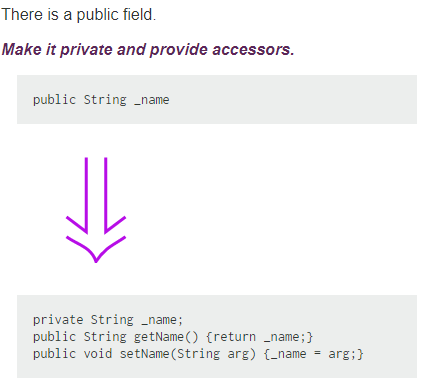 There is a public field.
Make it private and provide accessors.
public String _name
private String _name;
public String getName() {return _name;}
public void setName(String arg) {_name = arg;}